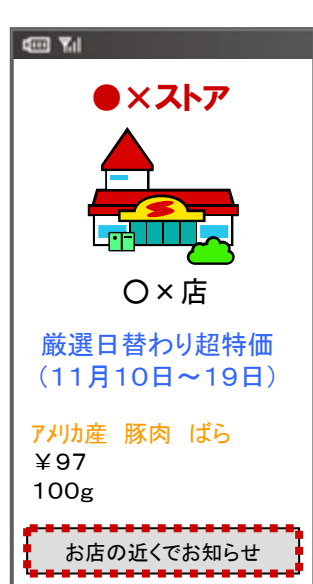 ●×ストア
○×店
厳選日替わり超特価
（11月10日～19日）
ｱﾒﾘｶ産　豚肉　ばら
￥97
100g
お店の近くでお知らせ